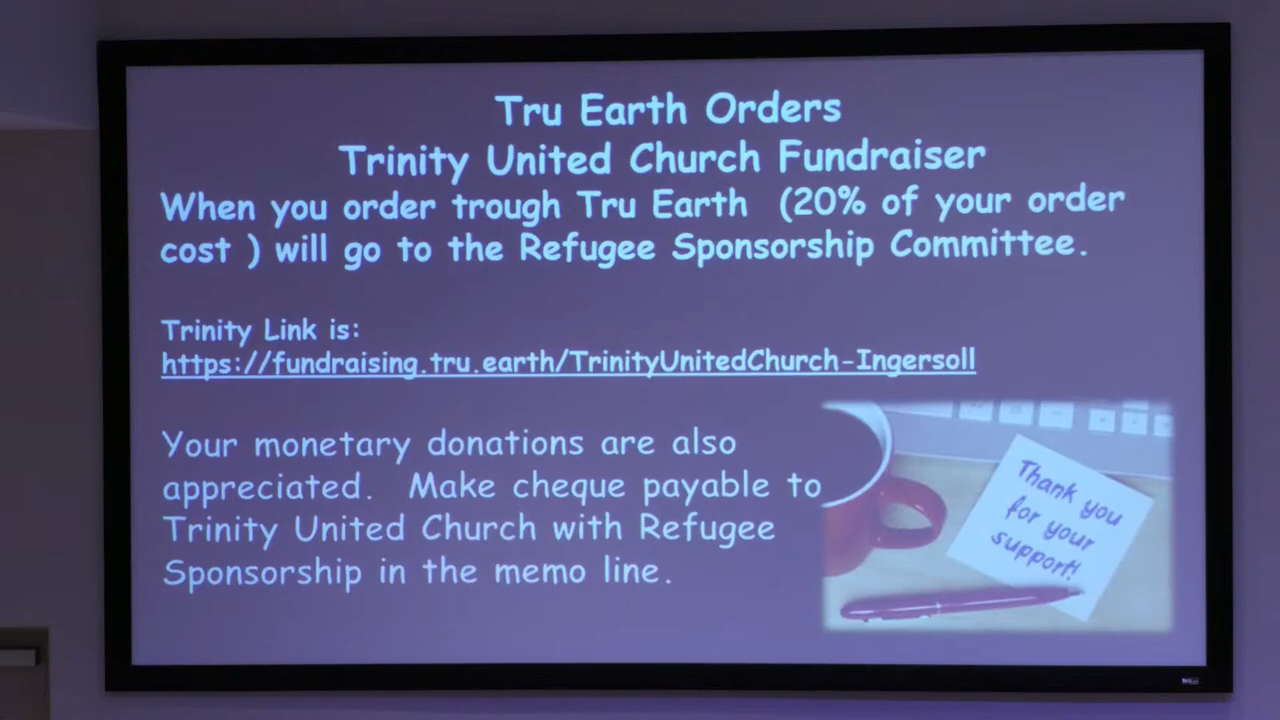 Tru Earth Orders
Trinity United Church Fundraiser
When you order trough Tru Earth (20% of your order
cost ) will go to the Refugee Sponsorship Committee.
Trinity Link is:
https://fundraising.tru.earth/TrinityUnitedChurch-Ingersoll
Your monetary donations are also
appreciated. Make cheque payable to
Trinity United Church with Refugee
Sponsorship in the memo line.
Thank you
for your
support!